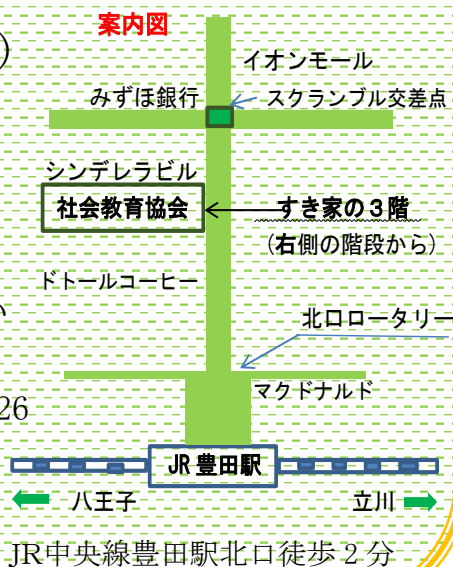 案内図
)
イオンモール
みずほ銀行
スクランブル交差点
シンデレラビル
社会教育協会
すき家の３階
(右側の階段から)
ドトールコーヒー
い
北口ロータリー
マクドナルド
26
JR 豊田駅
八王子
立川
JR中央線豊田駅北口徒歩２分